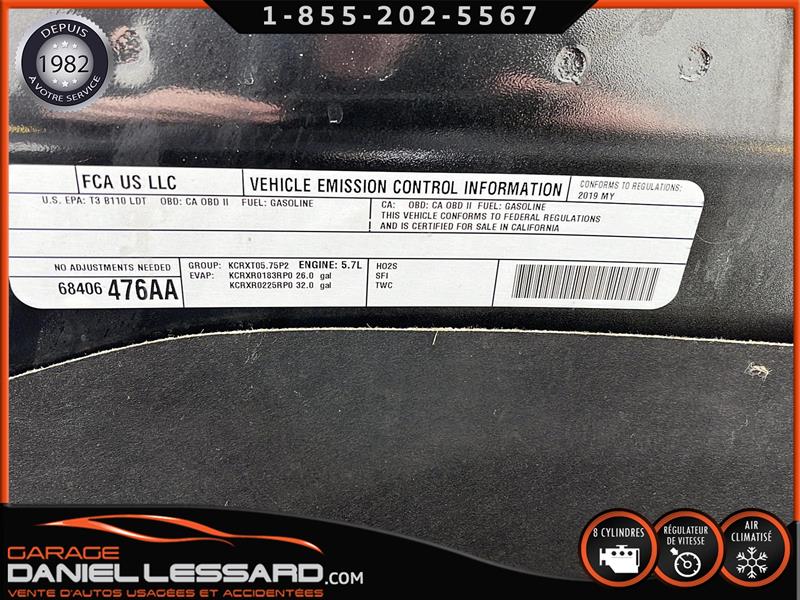 1-855-202-5567
DEPUIS
1982
À VOTRE SERVICE
FCA US LLC
VEHICLE EMISSION CONTROL INFORMATION
CONFORMS TO REGULATIONS:
2019 MY
U.S. EPA: T3 B110 LDT OBD: CA OBD II FUEL: GASOLINE
CA: OBD: CA OBD II FUEL: GASOLINE
THIS VEHICLE CONFORMS TO FEDERAL REGULATIONS
AND IS CERTIFIED FOR SALE IN CALIFORNIA
NO ADJUSTMENTS NEEDED
68406 476AA
GROUP: KCRXT05.75P2 ENGINE: 5.7L
EVAP: KCRXR0183RP0 26.0 gal
KCRXR0225RP0 32.0 gal
HO2S
SFI
TWC
8 CYLINDRES
RÉGULATEUR
DE VITESSE
AIR
CLIMATISÉ
GARAGE
DANIEL LESSARD.COM
VENTE D'AUTOS USAGÉES ET ACCIDENTÉES